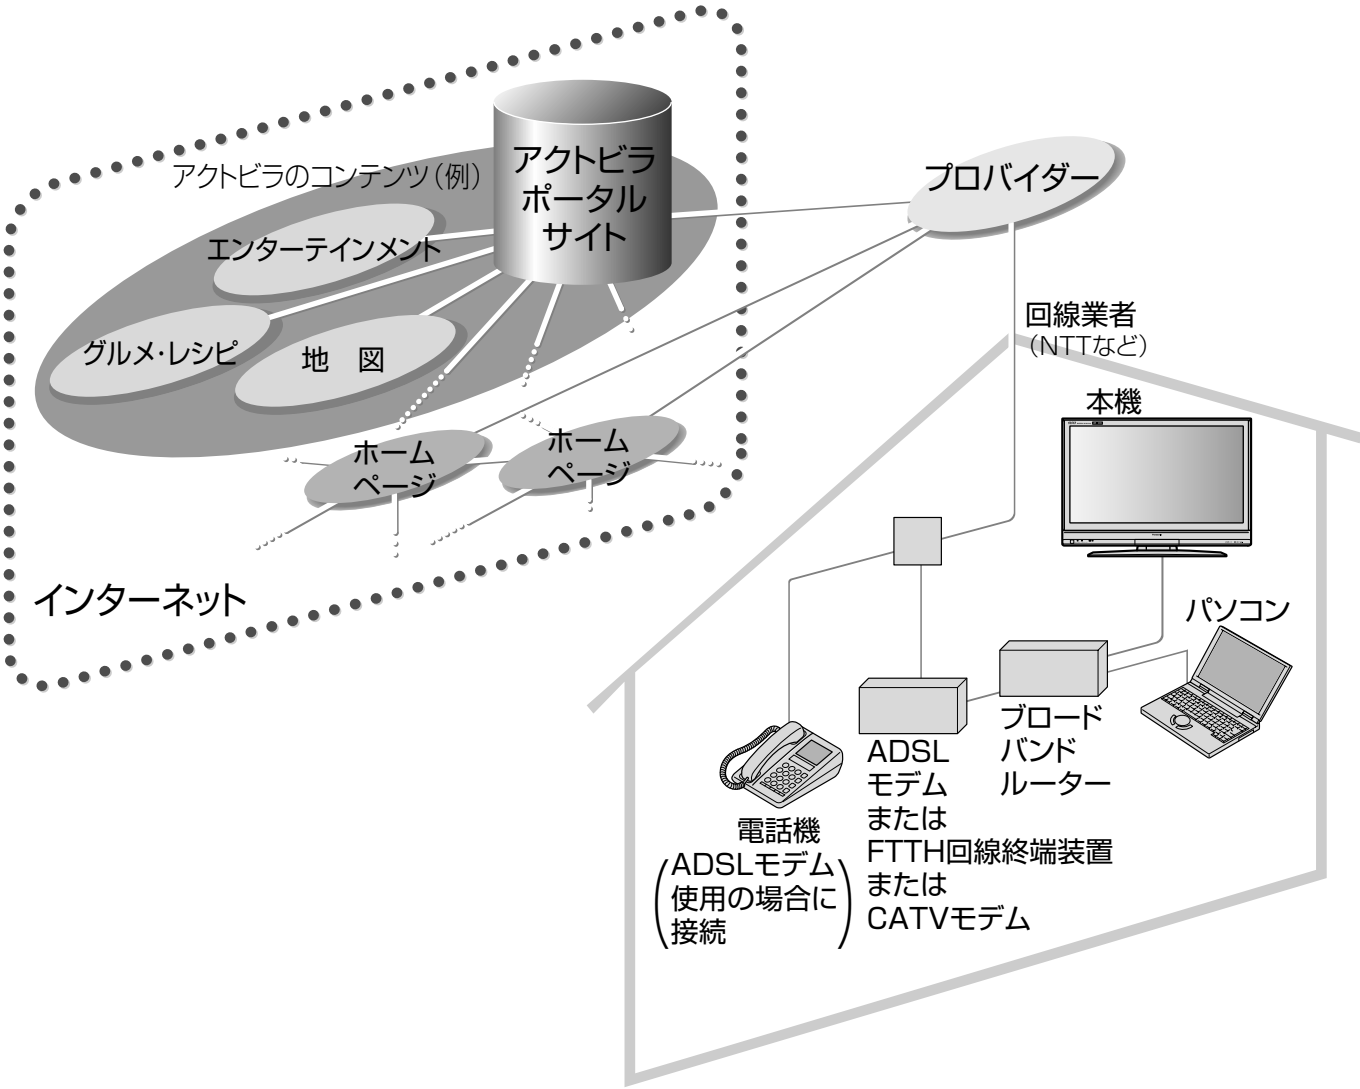 アクトビラのコンテンツ(例)
アクトビラ
ポータル
サイト
エンターテインメント
グルメ・レシピ
地　図
ホーム
ページ
ホーム
ページ
インターネット
プロバイダー
回線業者
(NTTなど)
本機
パソコン
ブロード
バンド
ルーター
ADSL
モデム
または
FTTH回線終端装置
または
CATVモデム
電話機
(ADSLモデム
使用の場合に
接続)